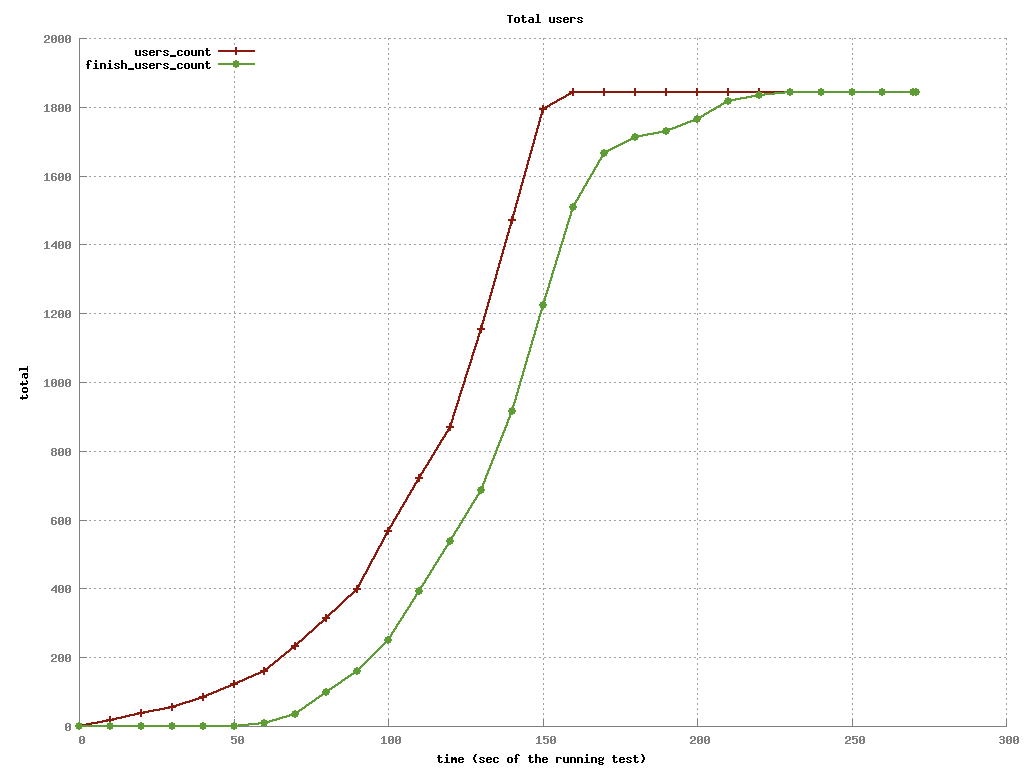 Total users
users_count
finish_users_count
2000
1800
1600
1400
1200
1000
800
600
400
200
0
total
0 50 100 150 200 250 300
time (sec of the running test)